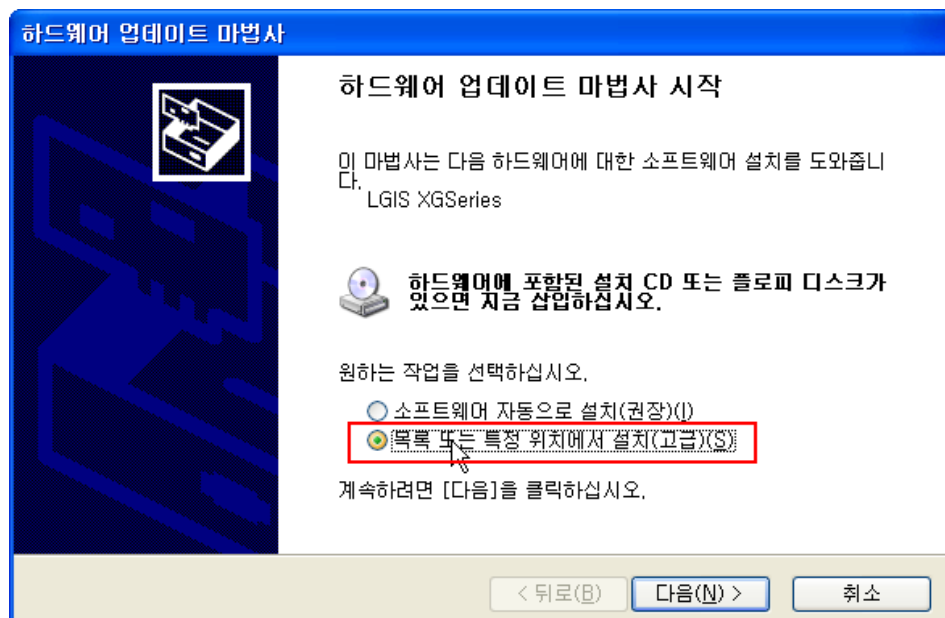 하드웨어 업데이트 마법사
하드웨어 업데이트 마법사 시작
이 마법사는 다음 하드웨어에 대한 소프트웨어 설치를 도와줍니
다.
LGIS XGSeries
하드웨어에 포함된 설치 CD 또는 플로피 디스크가
있으면 지금 삽입하십시오.
원하는 작업을 선택하십시오.
소프트웨어 자동으로 설치(권장)(I)
목록 또는 특정 위치에서 설치(고급)(S)
계속하려면 [다음]을 클릭하십시오.
< 뒤로(B)
다음(N) >
취소